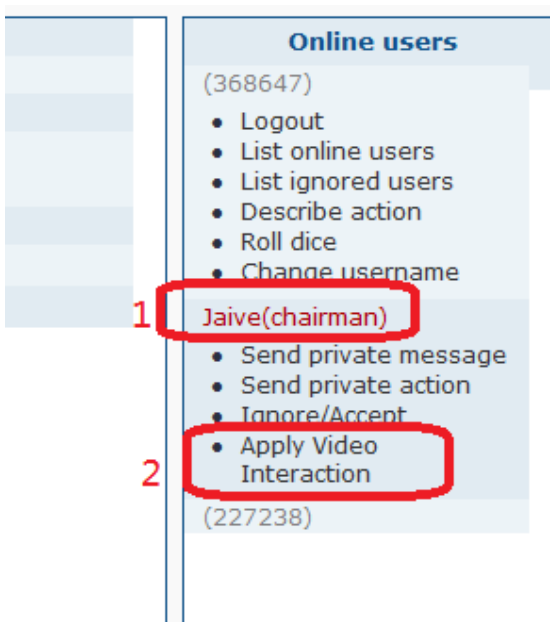 Online users
(368647)
• Logout
• List online users
• List ignored users
• Describe action
• Roll dice
• Change username
1 Jaive(chairman)
• Send private message
• Send private action
• Ignore/Accept
• Apply Video
2 Interaction
(227238)